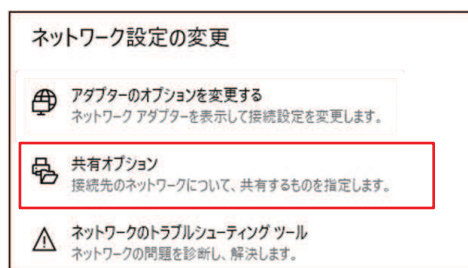 ネットワーク設定の変更
アダプターのオプションを変更する
ネットワーク アダプターを表示して接続設定を変更します。
共有オプション
接続先のネットワークについて、共有するものを指定します。
ネットワークのトラブルシューティング ツール
ネットワークの問題を診断し、解決します。